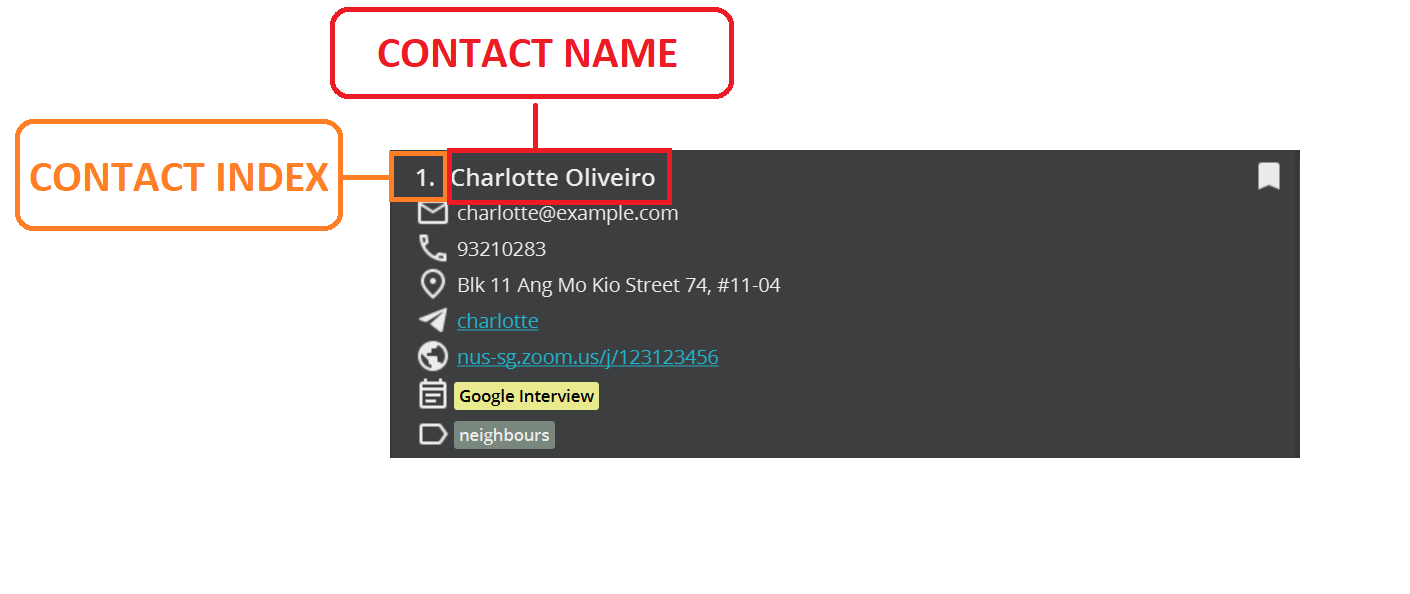 CONTACT NAME
CONTACT INDEX
1. Charlotte Oliveiro
charlotte@example.com
93210283
Blk 11 Ang Mo Kio Street 74, #11-04
charlotte
nus-sg.zoom.us/j/123123456
Google Interview
neighbours